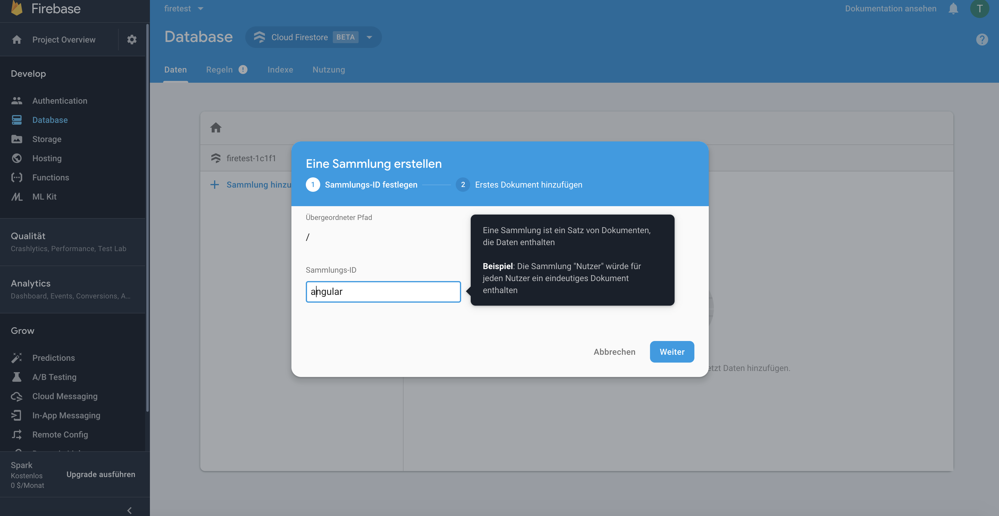 Firebase
firetest
Dokumentation ansehen
T
Project Overview
Database
Cloud Firestore BETA
?
Daten
Regeln !
Indexe
Nutzung
Develop
Authentication
Database
Storage
Hosting
Functions
ML Kit
Qualität
Crashlytics, Performance, Test Lab
Analytics
Dashboard, Events, Conversions, A...
Grow
Predictions
A/B Testing
Cloud Messaging
In-App Messaging
Remote Config
Spark
Kostenlos
0 $/Monat
Upgrade ausführen
firetest-1c1f1
Sammlung hinzu
Eine Sammlung erstellen
1 Sammlungs-ID festlegen
2 Erstes Dokument hinzufügen
Übergeordneter Pfad
/
Sammlungs-ID
angular
Eine Sammlung ist ein Satz von Dokumenten,
die Daten enthalten
Beispiel: Die Sammlung "Nutzer" würde für
jeden Nutzer ein eindeutiges Dokument
enthalten
Abbrechen
Weiter
etzt Daten hinzufügen.